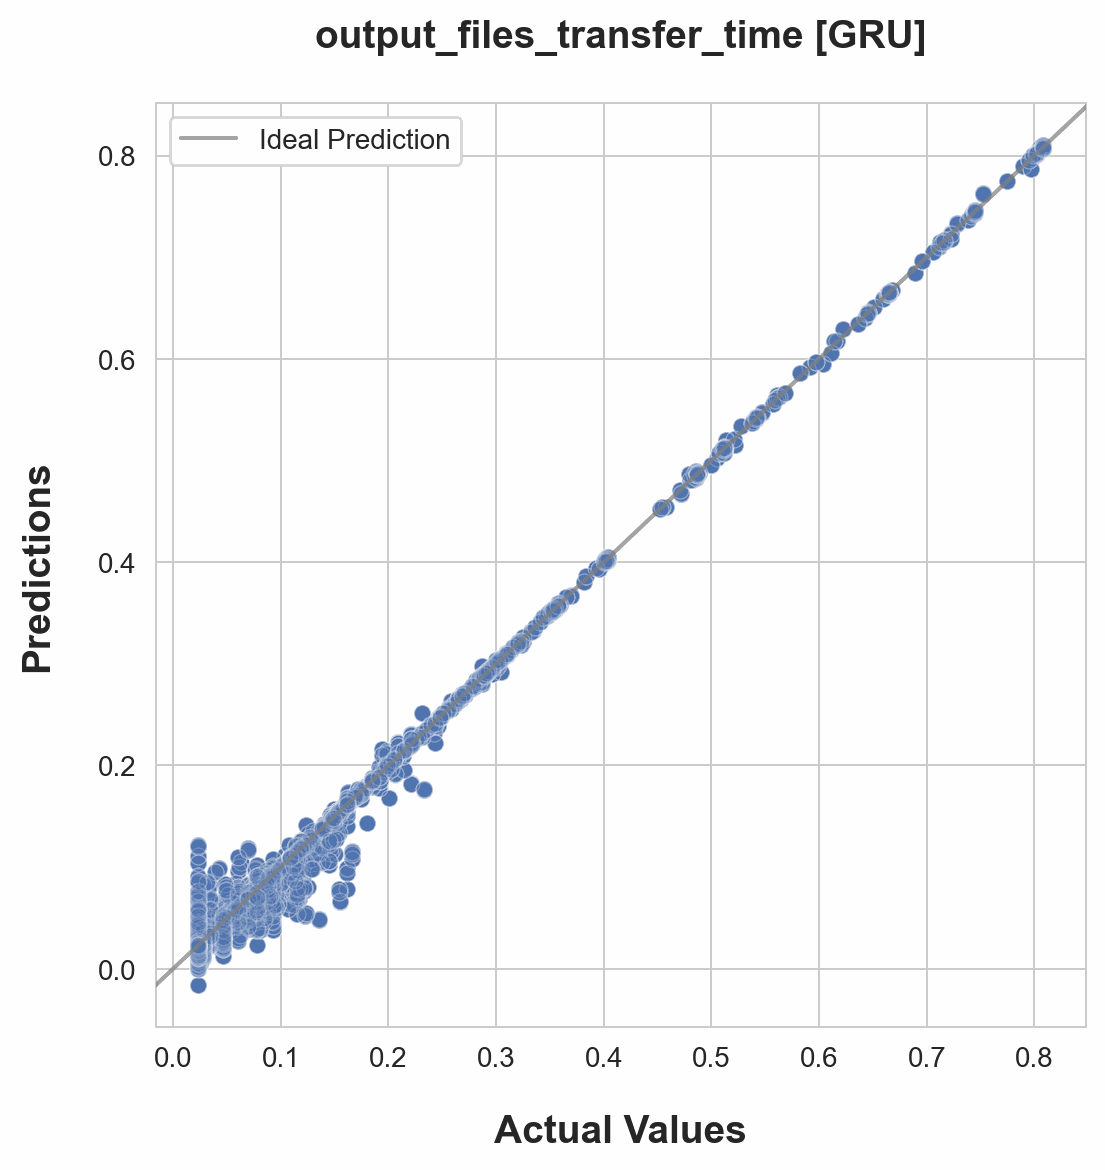 output_files_transfer_time [GRU]
Ideal Prediction
0.8
0.6
0.4
0.2
0.0
Predictions
0.0 0.1 0.2 0.3 0.4 0.5 0.6 0.7 0.8
Actual Values